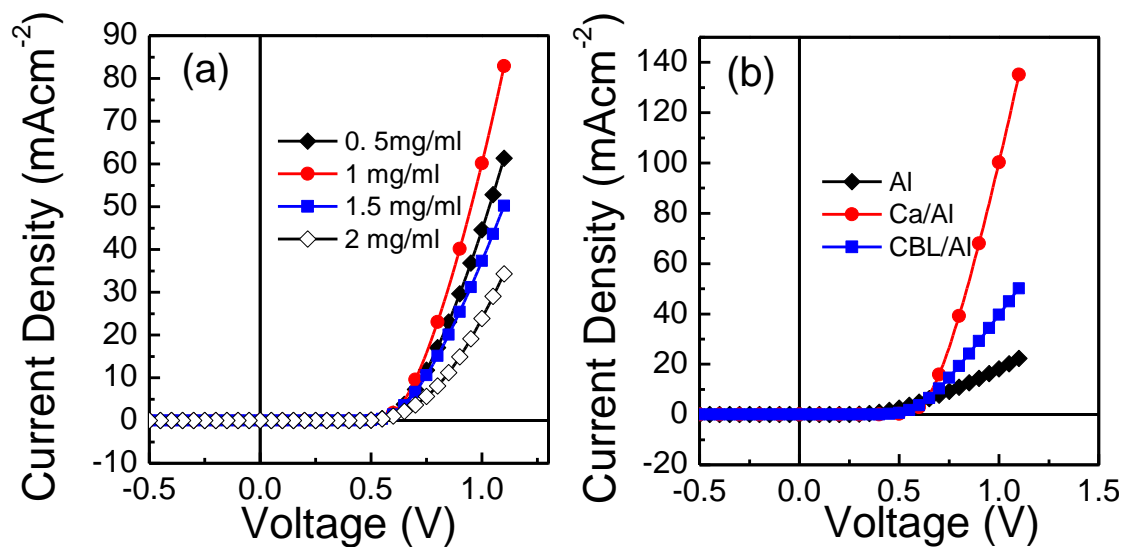 (a)
Current Density (mAcm-2)
90
80
70
60
50
40
30
20
10
0
-10
0. 5mg/ml
1 mg/ml
1.5 mg/ml
2 mg/ml
-0.5
0.0
0.5
1.0
Voltage (V)
(b)
Current Density (mAcm-2)
140
120
100
80
60
40
20
0
-20
Al
Ca/Al
CBL/Al
-0.5
0.0
0.5
1.0
1.5
Voltage (V)